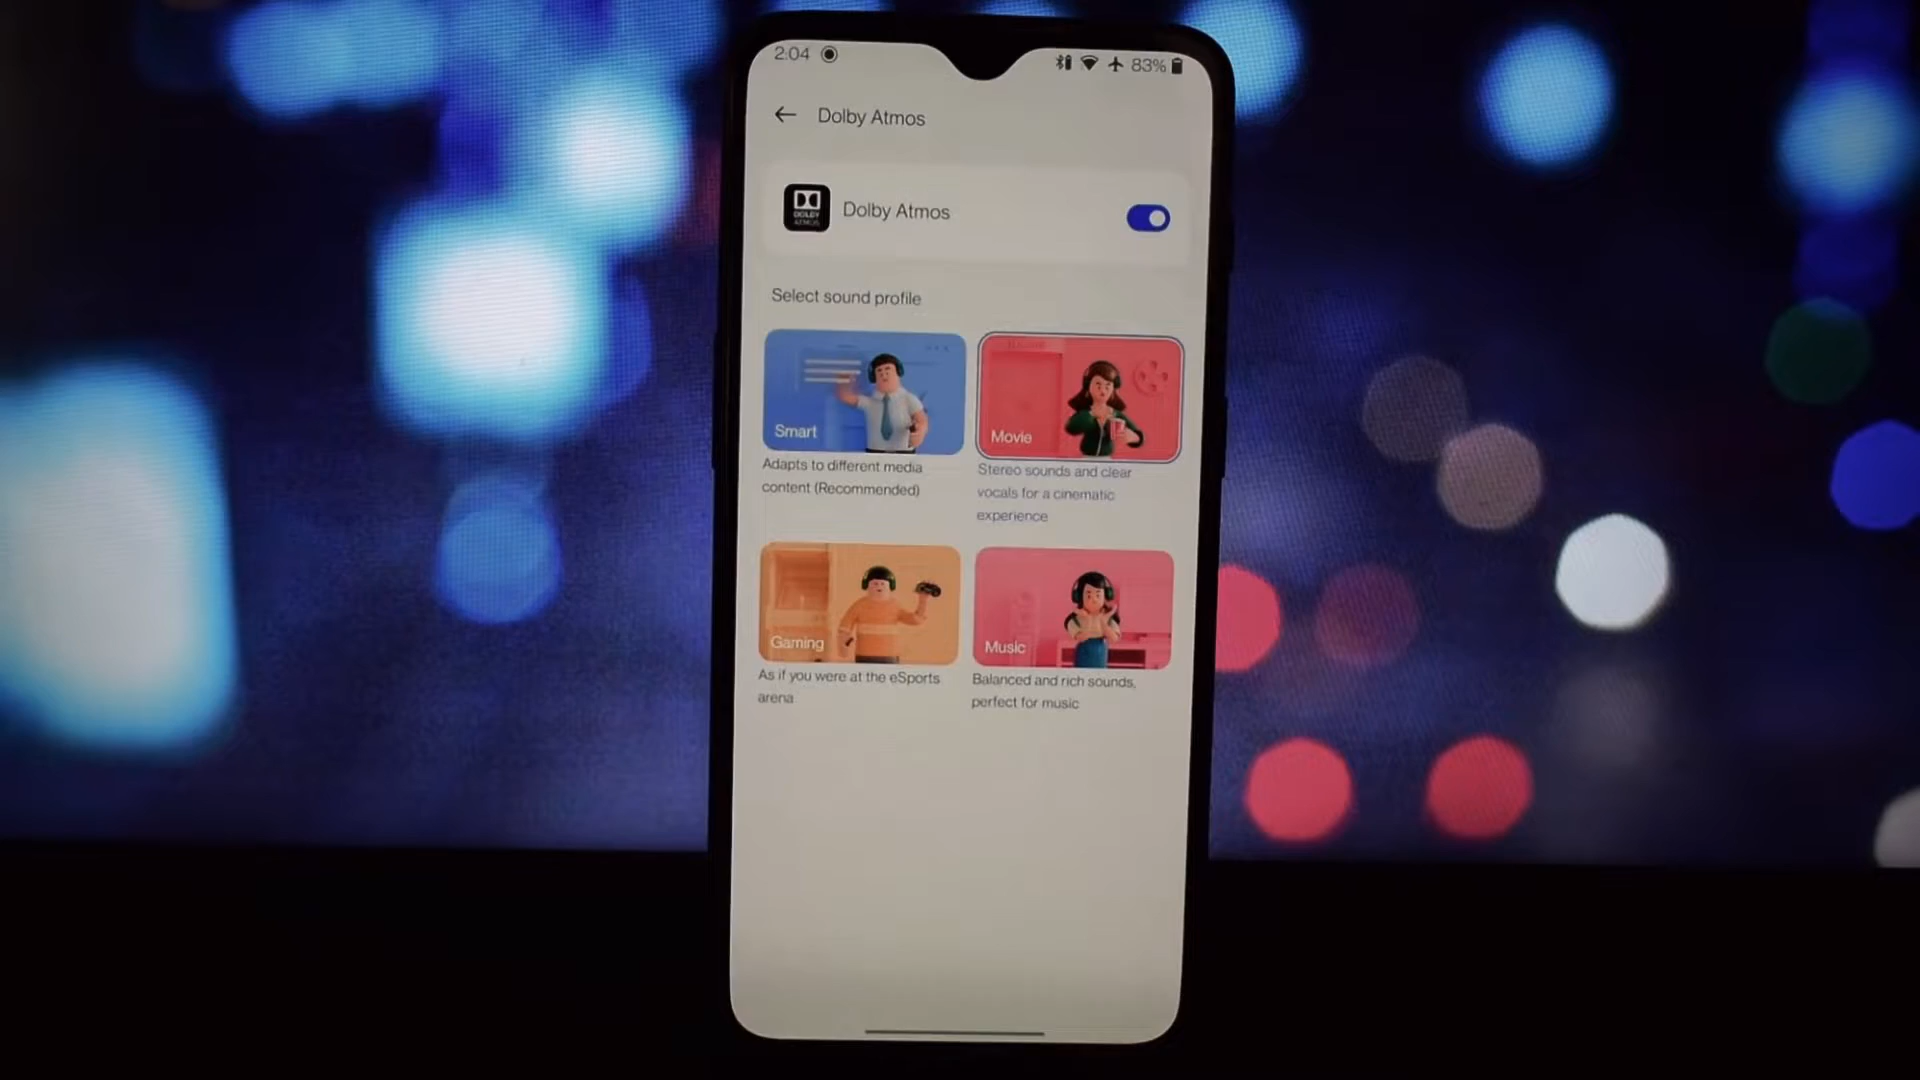 2:04
83%
Dolby Atmos
DOLBY
ATMOS
Dolby Atmos
Select sound profile
Smart
Adapts to different media
content (Recommended)
Movie
Stereo sounds and clear
vocals for a cinematic
experience
Gaming
As if you were at the eSports
arena
Music
Balanced and rich sounds,
perfect for music